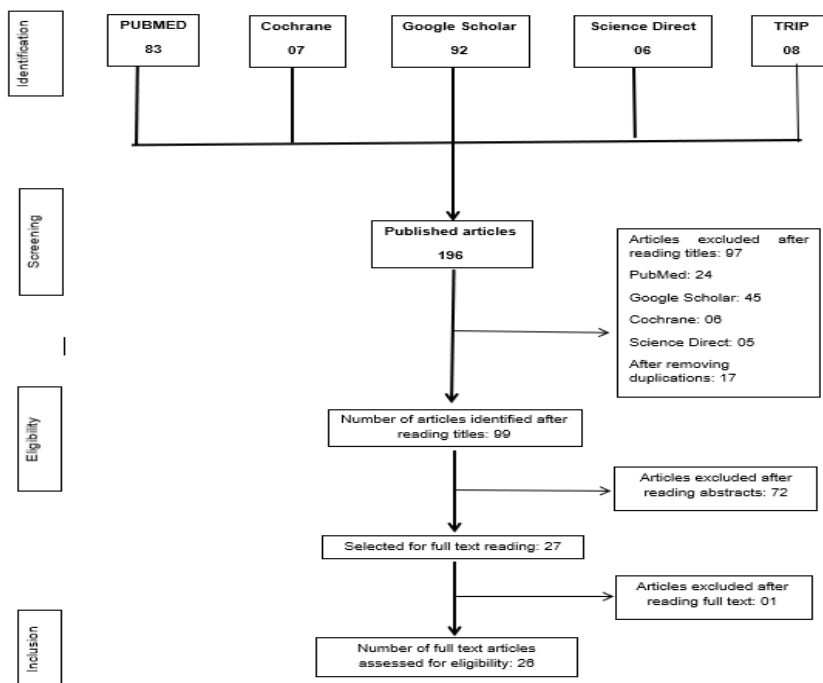 Identification
PUBMED
83
Cochrane
07
Google Scholar
92
Science Direct
06
TRIP
08
Screening
Published articles
196
Articles excluded after
reading titles: 97
PubMed: 24
Google Scholar: 45
Cochrane: 06
Science Direct: 05
After removing
duplications: 17
Eligibility
Number of articles identified after
reading titles: 99
Articles excluded after
reading abstracts: 72
Selected for full text reading: 27
Articles excluded after
reading full text: 01
Inclusion
Number of full text articles
assessed for eligibility: 26